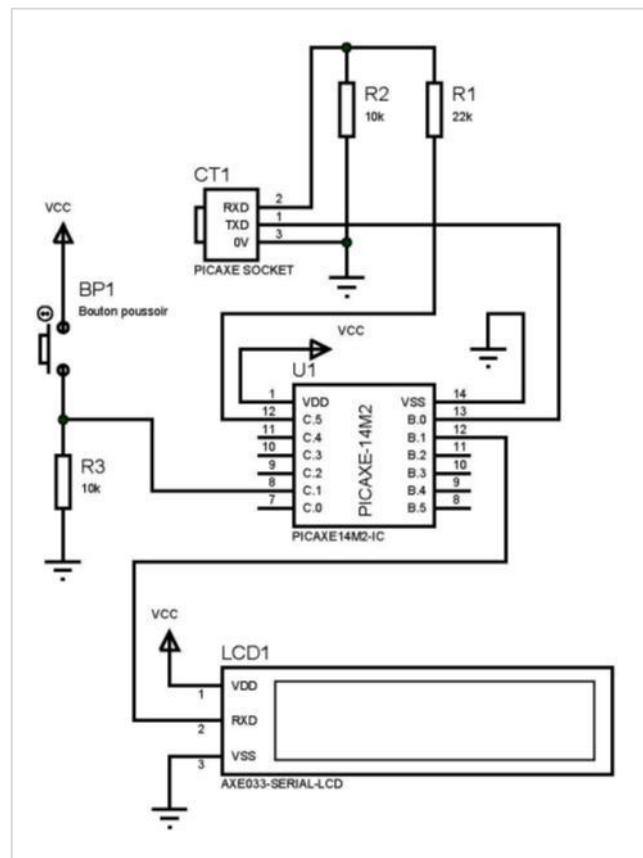 R2
10k
R1
22k
CT1
RXD 2
TXD 1
0V 3
PICAXE SOCKET
VCC
BP1
Bouton poussoir
VCC
U1
1 VDD VSS 14
12 C.5 B.0 13
11 C.4 B.1 12
10 C.3 B.2 11
9 C.2 B.3 10
8 C.1 B.4 9
7 C.0 B.5 8
PICAXE-14M2
PICAXE14M2-IC
R3
10k
VCC
LCD1
1 VDD
2 RXD
3 VSS
AXE033-SERIAL-LCD